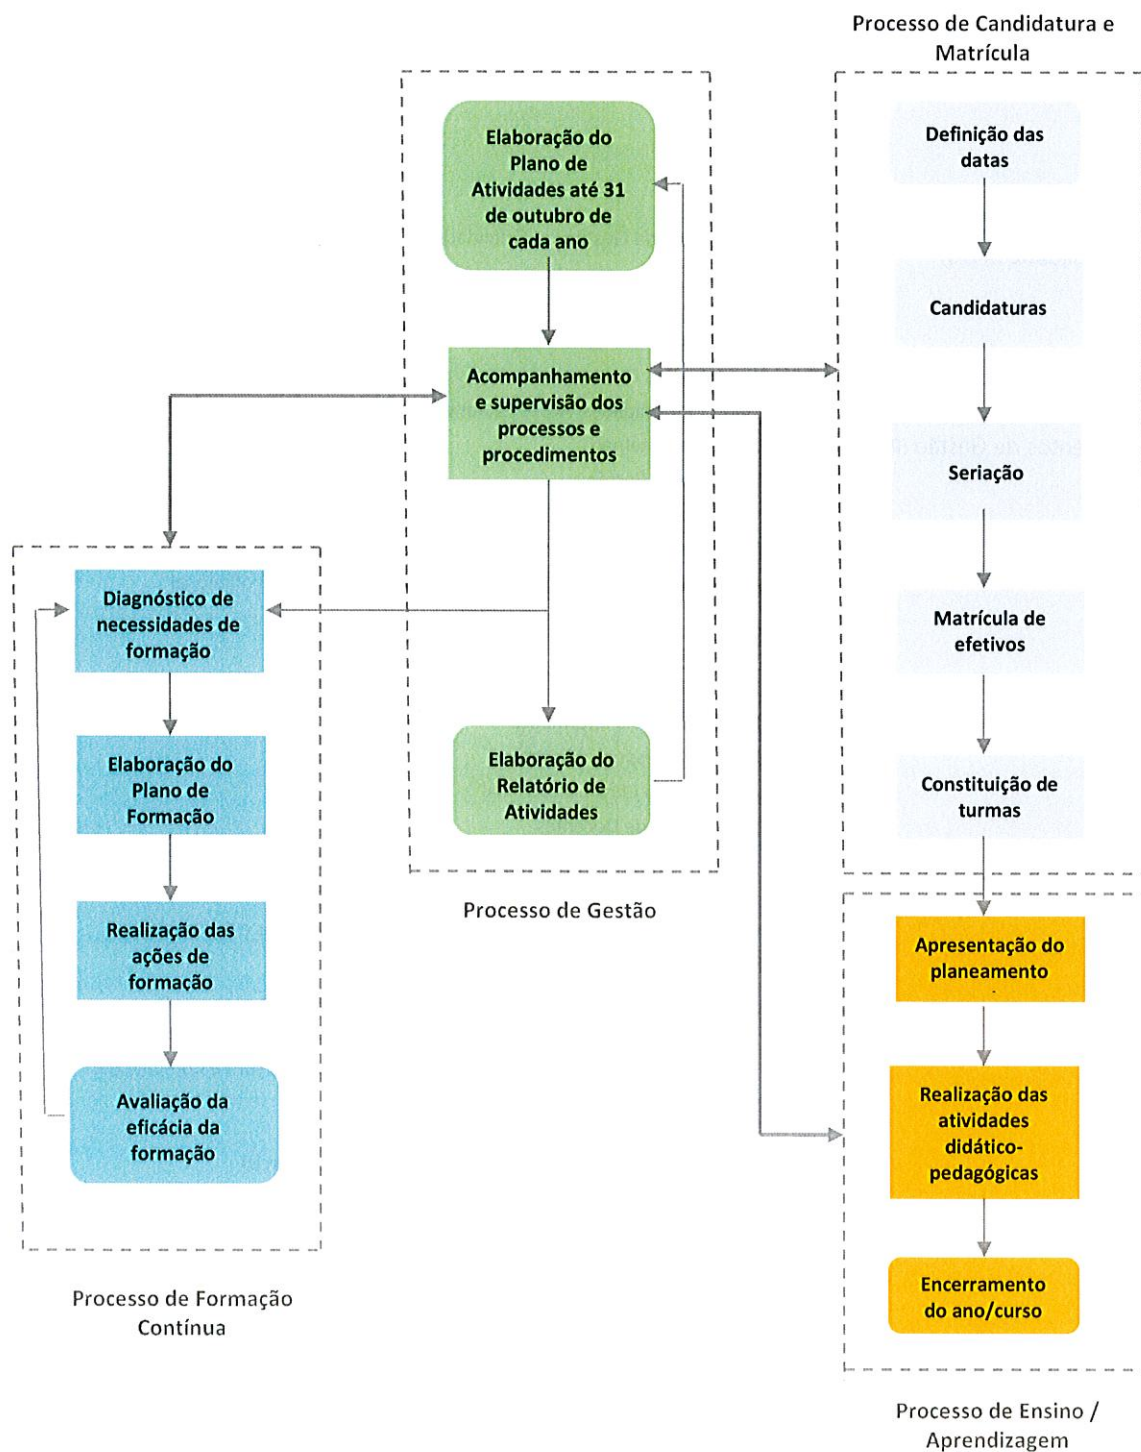 Processo de Candidatura e
Matrícula
Elaboração do
Plano de
Atividades até 31
de outubro de
cada ano
Acompanhamento
e supervisão dos
processos e
procedimentos
Elaboração do
Relatório de
Atividades
Processo de Gestão
Definição das
datas
Candidaturas
Seriação
Matrícula de
efetivos
Constituição de
turmas
Diagnóstico de
necessidades de
formação
Elaboração do
Plano de
Formação
Realização das
ações de
formação
Avaliação da
eficácia da
formação
Processo de Formação
Contínua
Apresentação do
planeamento
Realização das
atividades
didático-
pedagógicas
Encerramento
do ano/curso
Processo de Ensino /
Aprendizagem